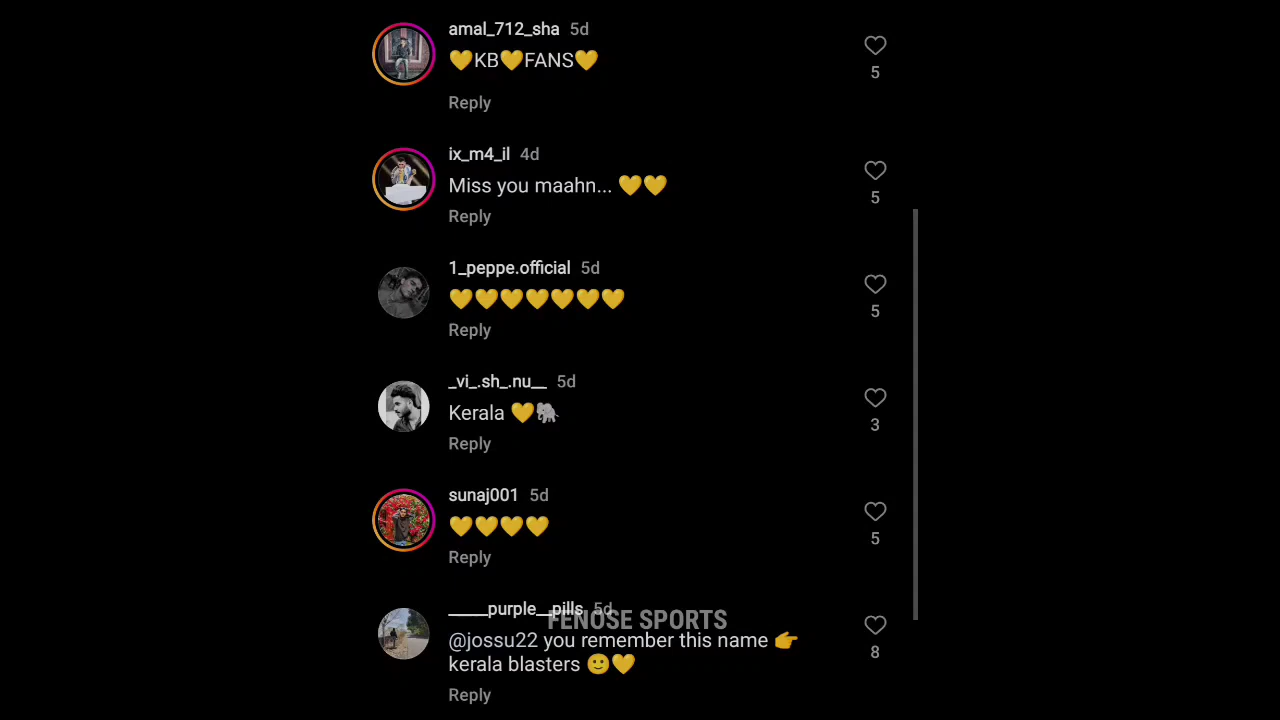 amal_712_sha 5d
💛KB💛FANS💛
5
Reply
ix_m4_il 4d
Miss you maahn... 💛💛
5
Reply
1_peppe.official 5d
💛💛💛💛💛💛💛
5
Reply
_vi_.sh_.nu__ 5d
Kerala 💛🐘
3
Reply
sunaj001 5d
💛💛💛💛
5
Reply
_____purple__pills 5d
FENOSE SPORTS
@jossu22 you remember this name 👉
8
kerala blasters 🙂💛
Reply